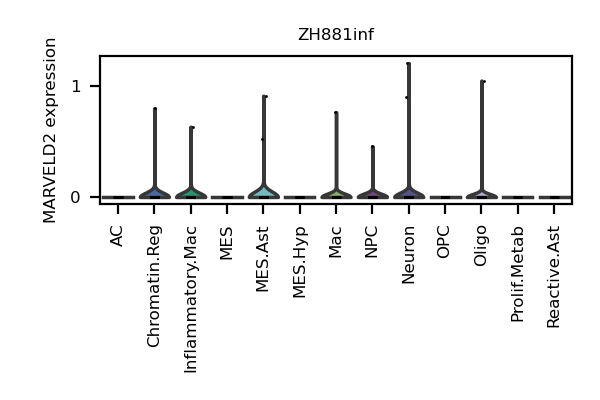 ZH881inf
MARVELD2 expression
1
0
AC
Chromatin.Reg
Inflammatory.Mac
MES
MES.Ast
MES.Hyp
Mac
NPC
Neuron
OPC
Oligo
Prolif.Metab
Reactive.Ast